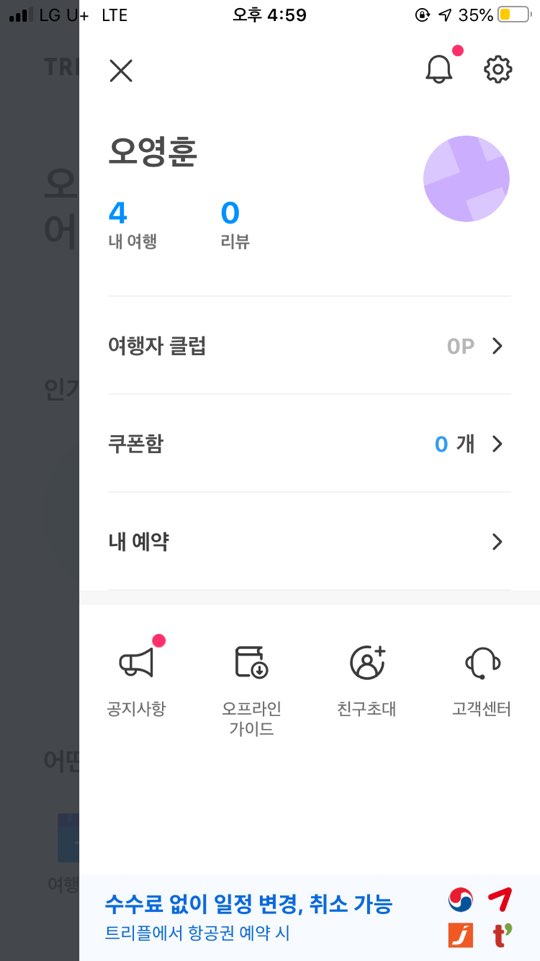 LG U+ LTE 오후 4:59 35%
TRI
오영훈
오
어
4 0
내 여행 리뷰
여행자 클럽 0P
인기
쿠폰함 0 개
내 예약
공지사항 오프라인 가이드 친구초대 고객센터
어떤
여행
수수료 없이 일정 변경, 취소 가능
트리플에서 항공권 예약 시
J t'